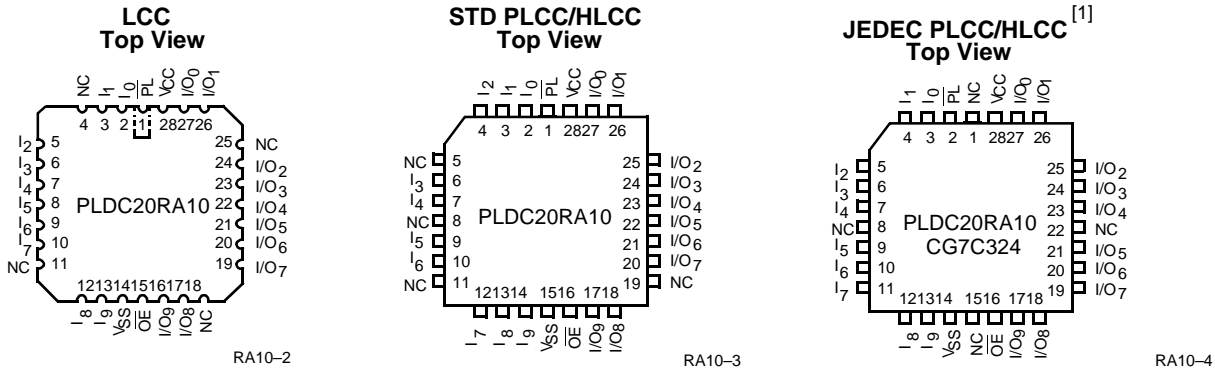 LCC
Top View
NC I1 I0 PL VCC I/O0 I/O1
4 3 2 1 28 27 26
I2 5 25 NC
I3 6 24 I/O2
I4 7 23 I/O3
I5 8 PLDC20RA10 22 I/O4
I6 9 21 I/O5
I7 10 20 I/O6
NC 11 19 I/O7
12 13 14 15 16 17 18
I8 I9 VSS OE I/O9 I/O8 NC
RA10–2
STD PLCC/HLCC
Top View
I2 I1 I0 PL VCC I/O0 I/O1
4 3 2 1 28 27 26
NC 5 25 I/O2
I3 6 24 I/O3
I4 7 23 I/O4
NC 8 PLDC20RA10 22 I/O5
I5 9 21 I/O6
I6 10 20 I/O7
NC 11 19 NC
12 13 14 15 16 17 18
I7 I8 I9 VSS OE I/O9 I/O8
RA10–3
JEDEC PLCC/HLCC [1]
Top View
I1 I0 PL NC VCC I/O0 I/O1
4 3 2 1 28 27 26
I2 5 25 I/O2
I3 6 24 I/O3
I4 7 23 I/O4
NC 8 PLDC20RA10 22 NC
I5 9 CG7C324 21 I/O5
I6 10 20 I/O6
I7 11 19 I/O7
12 13 14 15 16 17 18
I8 I9 VSS NC OE I/O9 I/O8
RA10–4